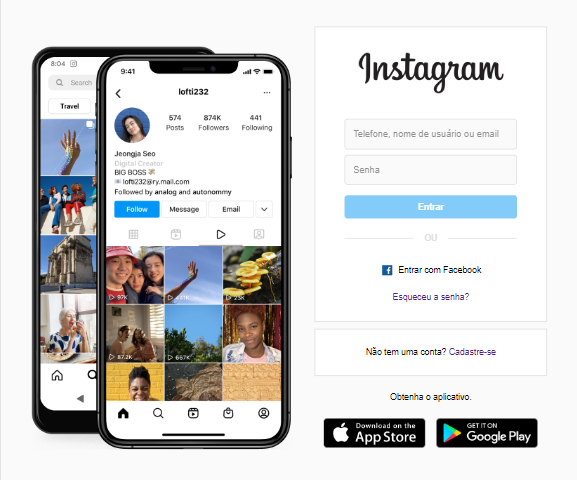 8:04
Search
Travel
9:41
lofti232
574
Posts
874K
Followers
441
Following
Jeongja Seo
Digital Creator
BIG BOSS
lofti232@ry.mail.com
Followed by analog and autonommy
Follow
Message
Email
97K
441K
23K
87.2K
667K
Instagram
Telefone, nome de usuário ou email
Senha
Entrar
OU
Entrar com Facebook
Esqueceu a senha?
Não tem uma conta? Cadastre-se
Obtenha o aplicativo.
Download on the
App Store
GET IT ON
Google Play